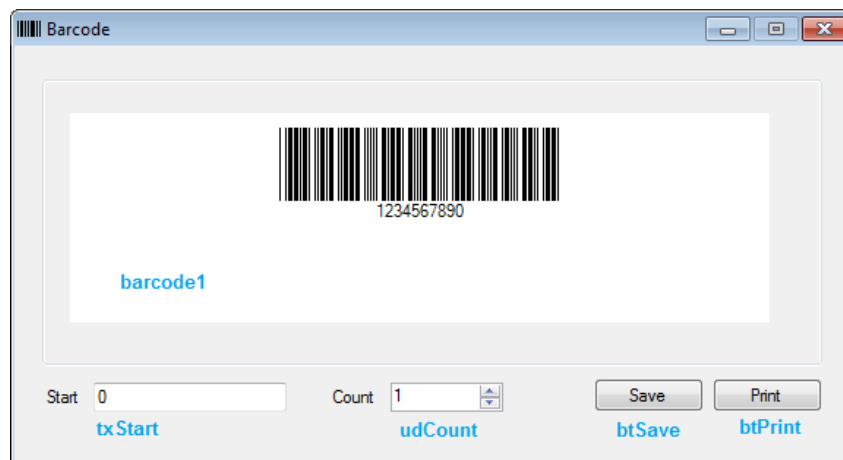 Barcode
1234567890
barcode1
Start 0 Count 1 Save Print
txStart udCount btSave btPrint